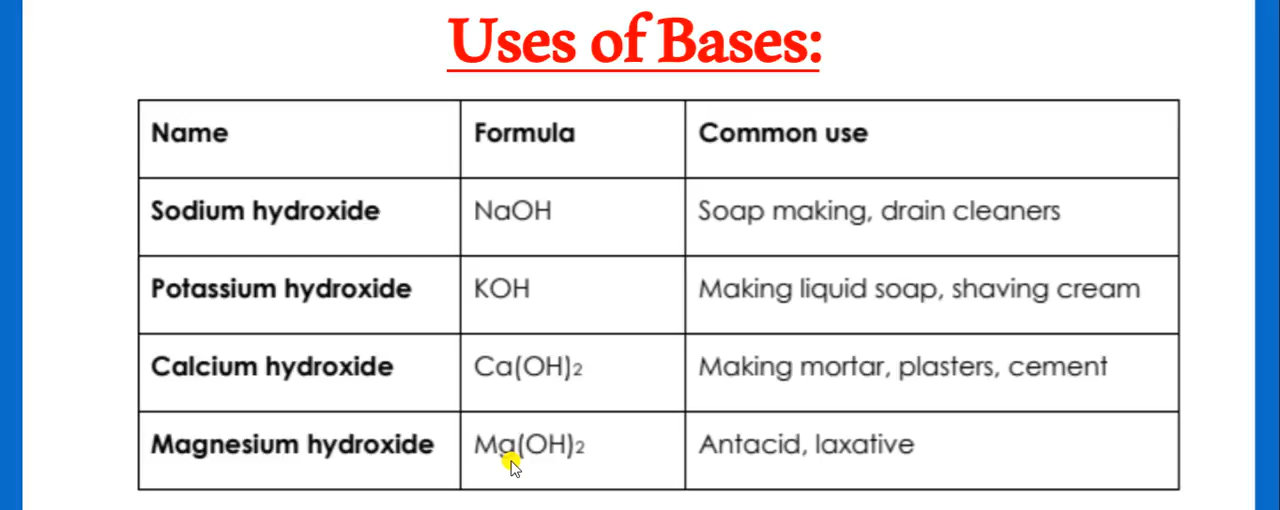 Uses of Bases:
Name Formula Common use
Sodium hydroxide NaOH Soap making, drain cleaners
Potassium hydroxide KOH Making liquid soap, shaving cream
Calcium hydroxide Ca(OH)2 Making mortar, plasters, cement
Magnesium hydroxide Mg(OH)2 Antacid, laxative